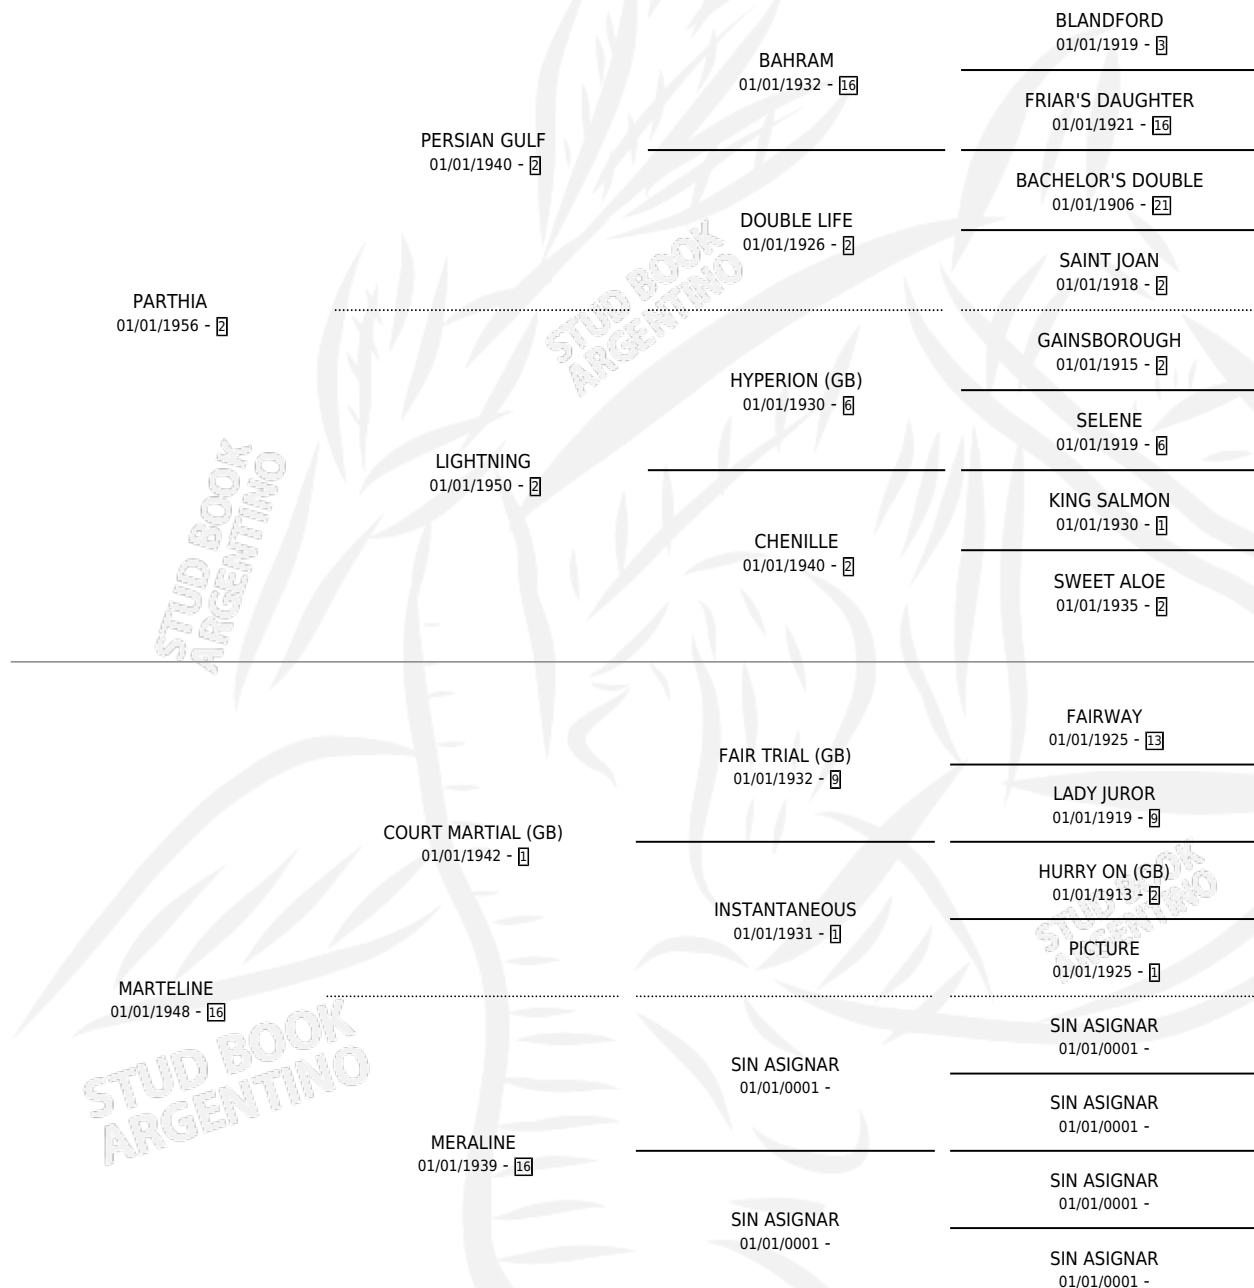 BLANDFORD
01/01/1919 - 3
BAHRAM
01/01/1932 - 16
FRIAR'S DAUGHTER
01/01/1921 - 16
PERSIAN GULF
01/01/1940 - 2
BACHELOR'S DOUBLE
01/01/1906 - 21
DOUBLE LIFE
01/01/1926 - 2
SAINT JOAN
01/01/1918 - 2
PARTHIA
01/01/1956 - 2
GAINSBOROUGH
01/01/1915 - 2
HYPERION (GB)
01/01/1930 - 6
SELENE
01/01/1919 - 6
LIGHTNING
01/01/1950 - 2
KING SALMON
01/01/1930 - 1
CHENILLE
01/01/1940 - 2
SWEET ALOE
01/01/1935 - 2
FAIRWAY
01/01/1925 - 13
FAIR TRIAL (GB)
01/01/1932 - 9
LADY JUROR
01/01/1919 - 9
COURT MARTIAL (GB)
01/01/1942 - 1
HURRY ON (GB)
01/01/1913 - 2
INSTANTANEOUS
01/01/1931 - 1
PICTURE
01/01/1925 - 1
MARTELINE
01/01/1948 - 16
SIN ASIGNAR
01/01/0001 -
SIN ASIGNAR
01/01/0001 -
SIN ASIGNAR
01/01/0001 -
MERALINE
01/01/1939 - 16
SIN ASIGNAR
01/01/0001 -
SIN ASIGNAR
01/01/0001 -
SIN ASIGNAR
01/01/0001 -
STUD BOOK
ARGENTINO
STUD BOOK
ARGENTINO
STUD BOOK
ARGENTINO
STUD BOOK
ARGENTINO